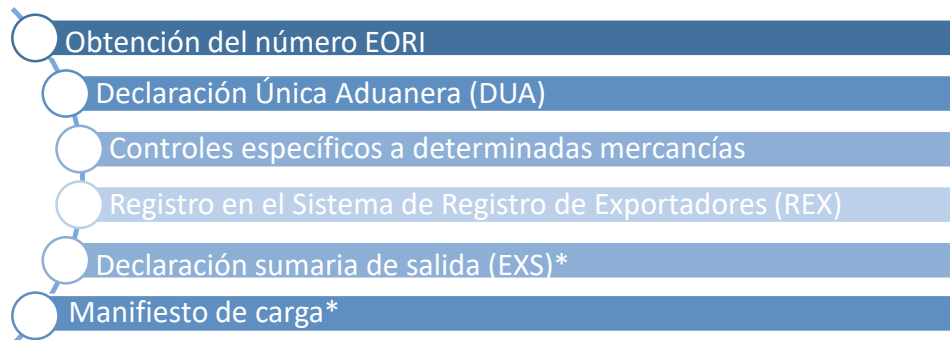 Obtención del número EORI
Declaración Única Aduanera (DUA)
Controles específicos a determinadas mercancías
Registro en el Sistema de Registro de Exportadores (REX)
Declaración sumaria de salida (EXS)*
Manifiesto de carga*